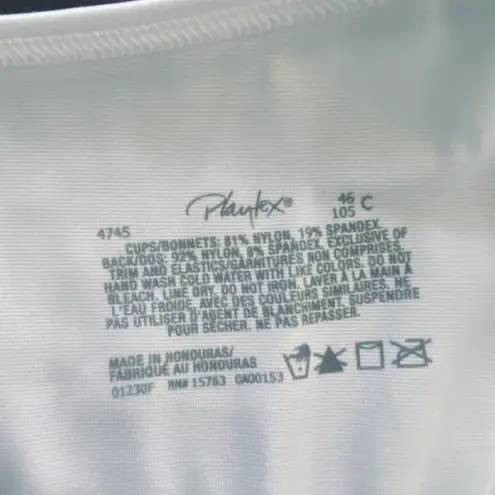 Playtex®
46
105 C
4745
CUPS/BONNETS: 81% NYLON, 19% SPANDEX
BACK/DOS: 92% NYLON, 8% SPANDEX, EXCLUSIVE OF
TRIM AND ELASTICS/GARNITURES NON COMPRISES.
HAND WASH COLD WATER WITH LIKE COLORS. DO NOT
BLEACH. LINE DRY. DO NOT IRON. LAVER À LA MAIN À
L'EAU FROIDE, AVEC DES COULEURS SIMILAIRES. NE
PAS UTILISER D'AGENT DE BLANCHIMENT. SUSPENDRE
POUR SÉCHER. NE PAS REPASSER.
MADE IN HONDURAS/
FABRIQUÉ AU HONDURAS
01230F RN# 15763 CA00153